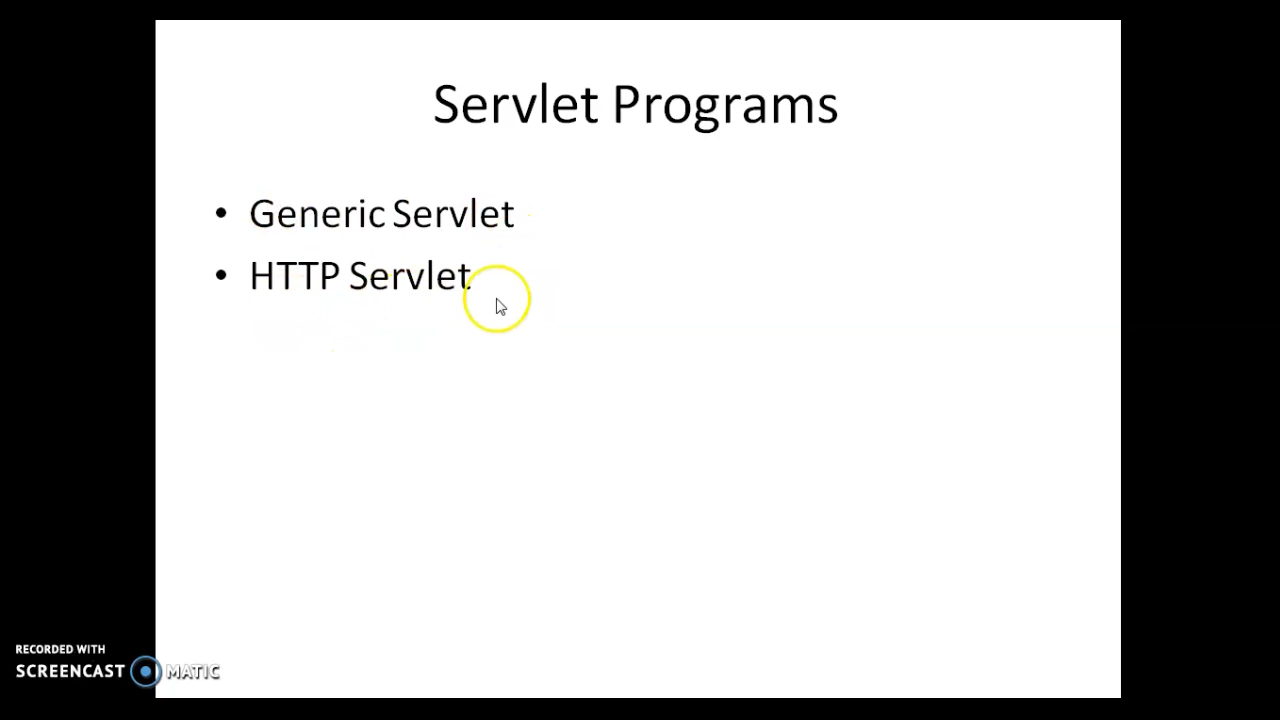 Servlet Programs
• Generic Servlet
• HTTP Servlet
RECORDED WITH
SCREENCAST MATIC